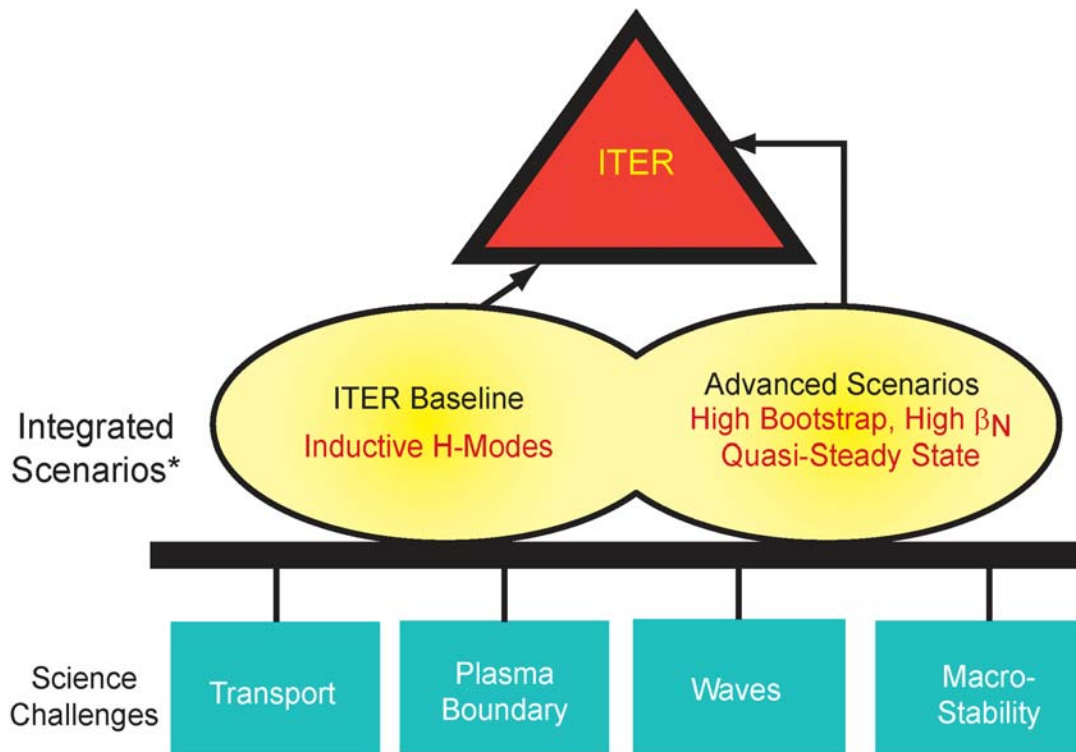 ITER
ITER Baseline
Inductive H-Modes
Advanced Scenarios
High Bootstrap, High βN
Quasi-Steady State
Integrated
Scenarios*
Science
Challenges
Transport
Plasma
Boundary
Waves
Macro-
Stability